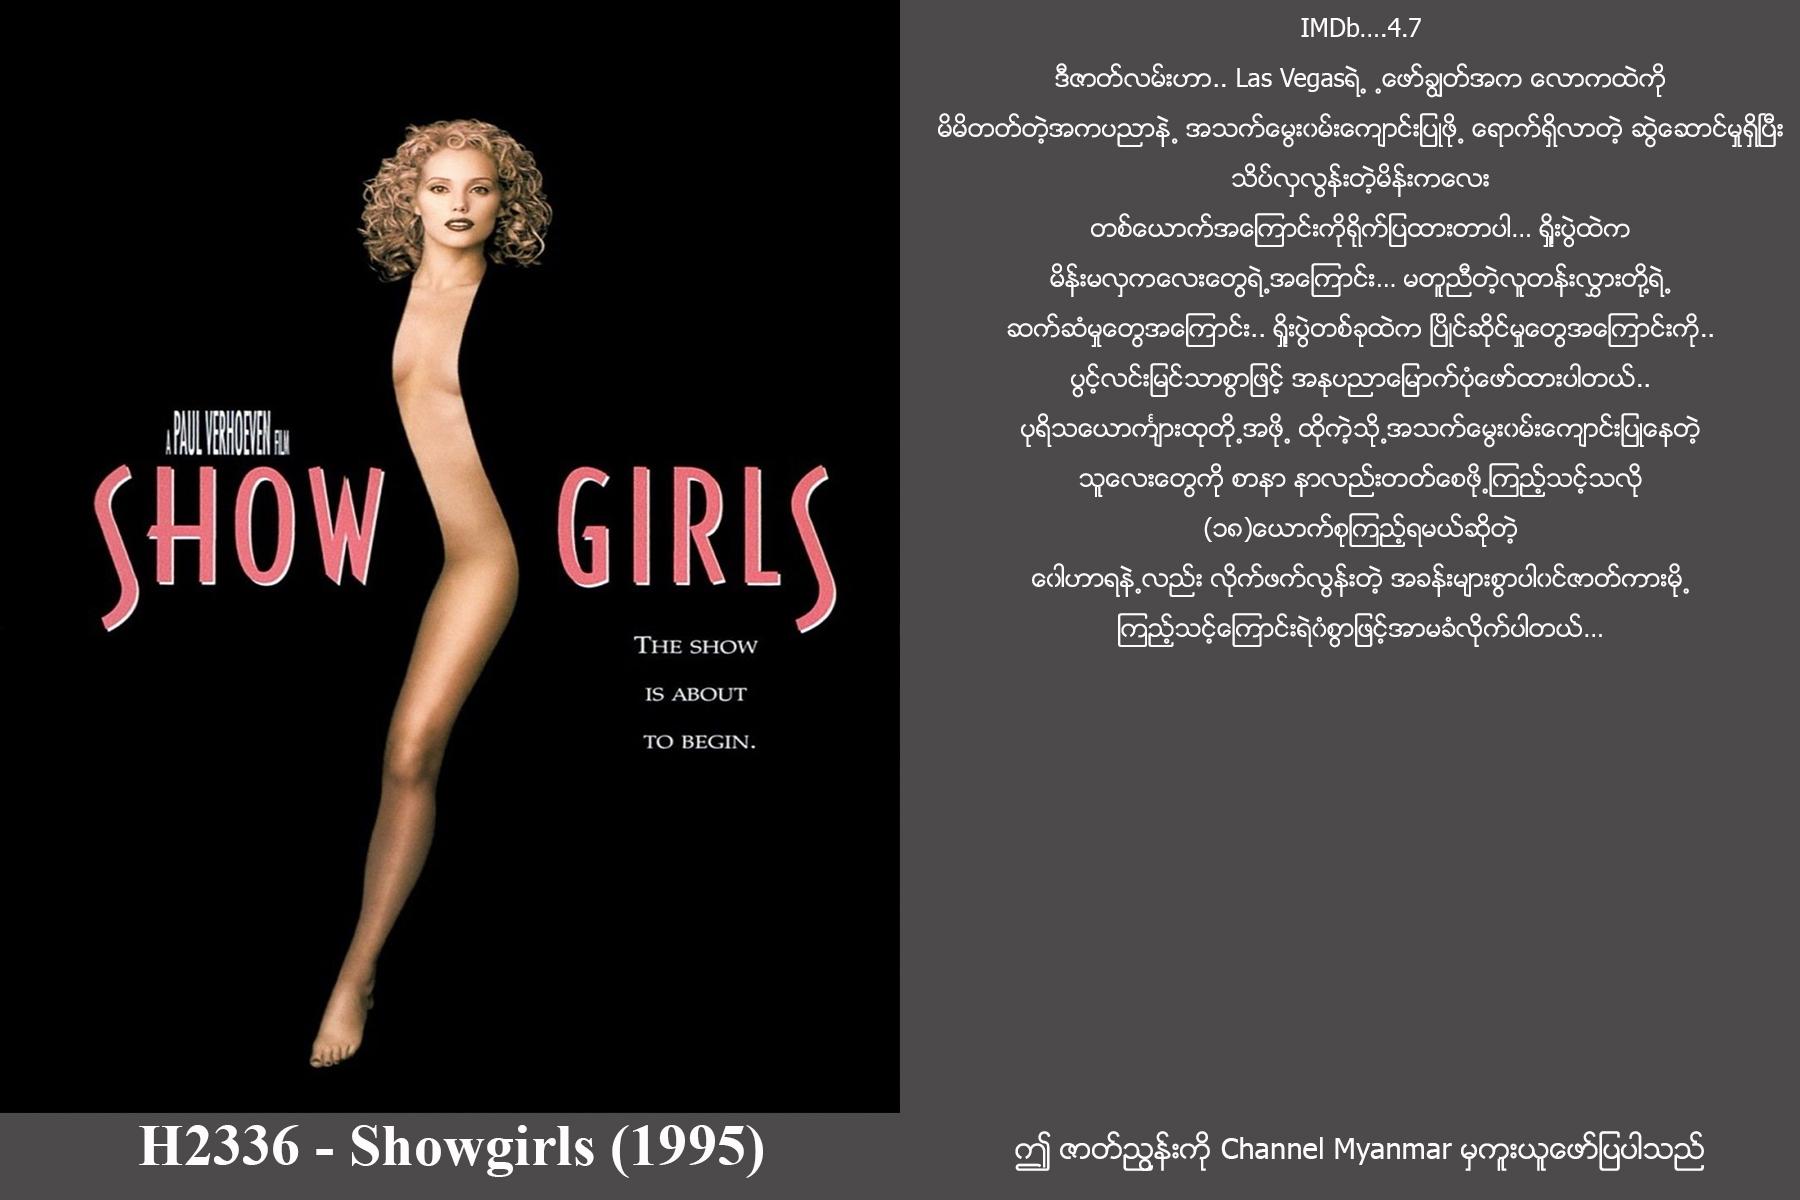 A PAUL VERHOEVEN FILM
SHOW GIRLS
THE SHOW
IS ABOUT
TO BEGIN.
H2336 - Showgirls (1995)
IMDb....4.7
ဒီဇာတ်လမ်းဟာ.. Las Vegasရဲ့ ့ဖော်ချွတ်အက လောကထဲကို
မိမိတတ်တဲ့အကပညာနဲ့ အသက်မွေးဝမ်းကျောင်းပြုဖို့ ရောက်ရှိလာတဲ့ ဆွဲဆောင်မှုရှိပြီး
သိပ်လှလွန်းတဲ့မိန်းကလေး
တစ်ယောက်အကြောင်းကိုရိုက်ပြထားတာပါ... ရှိုးပွဲထဲက
မိန်းမလှကလေးတွေရဲ့အကြောင်း... မတူညီတဲ့လူတန်းလွှားတို့ရဲ့
ဆက်ဆံမှုတွေအကြောင်း.. ရှိုးပွဲတစ်ခုထဲက ပြိုင်ဆိုင်မှုတွေအကြောင်းကို..
ပွင့်လင်းမြင်သာစွာဖြင့် အနုပညာမြောက်ပုံဖော်ထားပါတယ်..
ပုရိသယောင်္ကျားထုတို့အဖို့ ထိုကဲ့သို့အသက်မွေးဝမ်းကျောင်းပြုနေတဲ့
သူလေးတွေကို စာနာ နာလည်းတတ်စေဖို့ကြည့်သင့်သလို
(၁၈)ယောက်စုကြည့်ရမယ်ဆိုတဲ့
ဝေါဟာရနဲ့လည်း လိုက်ဖက်လွန်းတဲ့ အခန်းများစွာပါဝင်ဇာတ်ကားမို့
ကြည့်သင့်ကြောင်းရဲဝံစွာဖြင့်အာမခံလိုက်ပါတယ်...
ဤ ဇာတ်ညွှန်းကို Channel Myanmar မှကူးယူဖော်ပြပါသည်